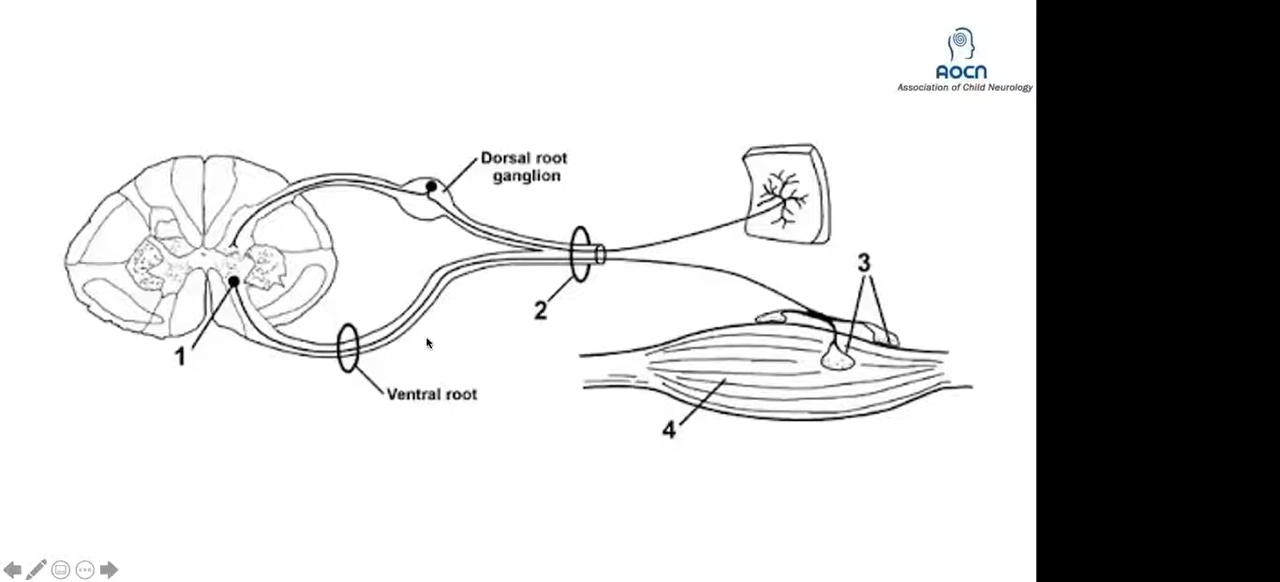 AOCN
Association of Child Neurology
Dorsal root
ganglion
3
2
1
Ventral root
4